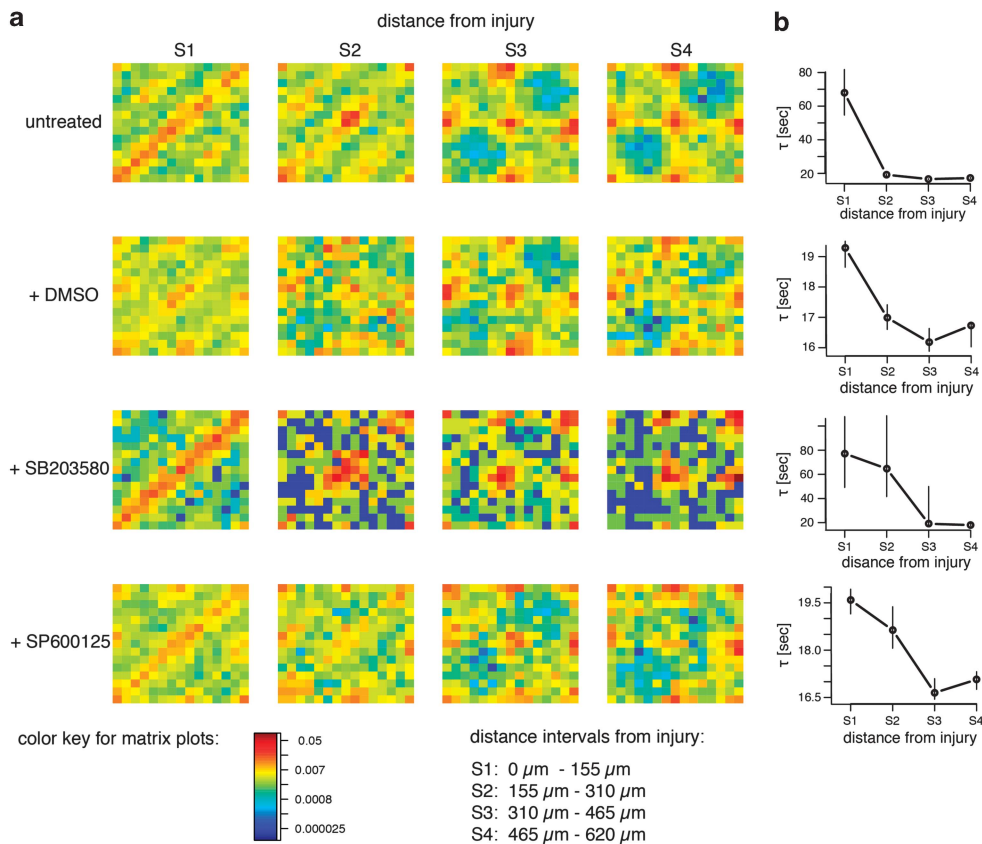 a
distance from injury
S1 S2 S3 S4
untreated
+ DMSO
+ SB203580
+ SP600125
color key for matrix plots:
0.05
0.007
0.0008
0.000025
distance intervals from injury:
S1: 0 µm - 155 µm
S2: 155 µm - 310 µm
S3: 310 µm - 465 µm
S4: 465 µm - 620 µm
b
τ [sec]
80
60
40
20
S1 S2 S3 S4
distance from injury
τ [sec]
19
18
17
16
S1 S2 S3 S4
distance from injury
τ [sec]
80
60
40
20
S1 S2 S3 S4
disance from injury
τ [sec]
19.5
18.0
16.5
S1 S2 S3 S4
distance from injury